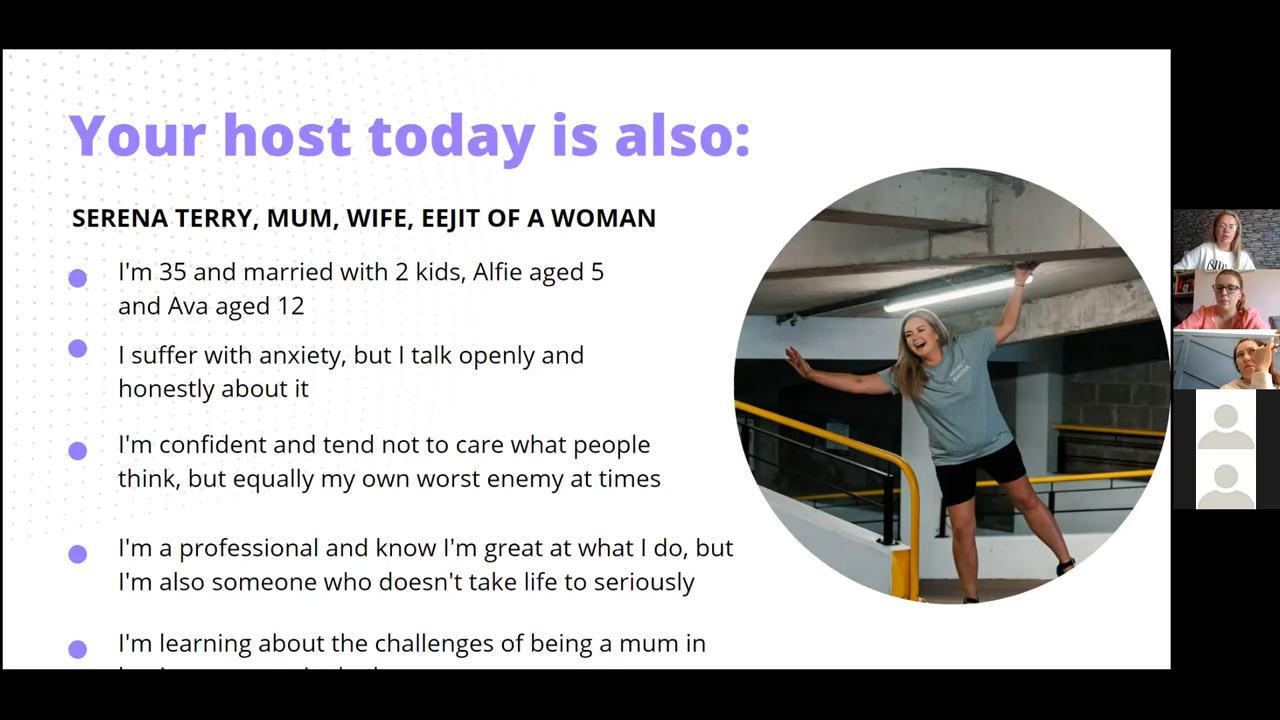 Your host today is also:
SERENA TERRY, MUM, WIFE, EEJIT OF A WOMAN
I'm 35 and married with 2 kids, Alfie aged 5
and Ava aged 12
I suffer with anxiety, but I talk openly and
honestly about it
I'm confident and tend not to care what people
think, but equally my own worst enemy at times
I'm a professional and know I'm great at what I do, but
I'm also someone who doesn't take life to seriously
I'm learning about the challenges of being a mum in